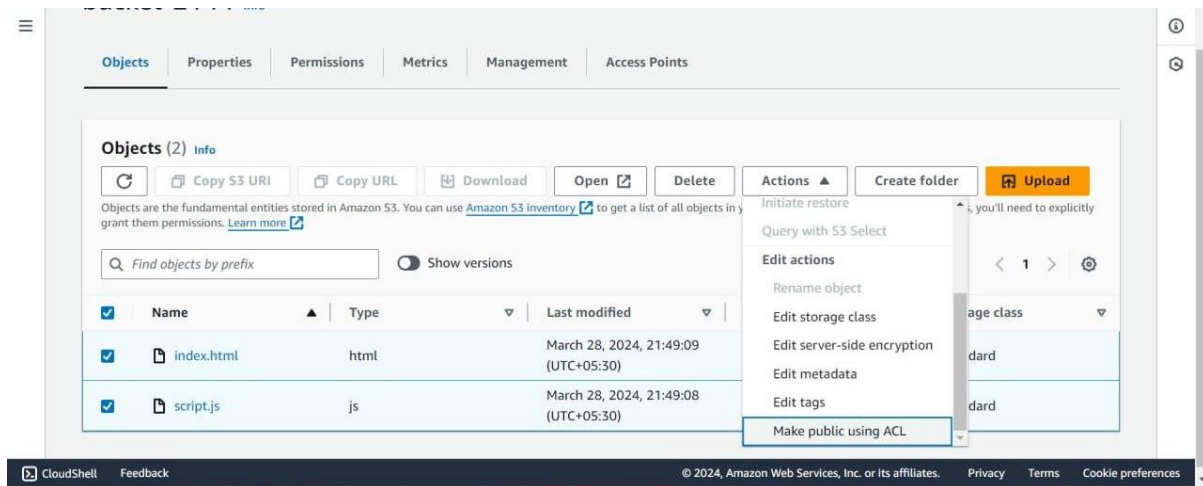 Info
Objects Properties Permissions Metrics Management Access Points
Objects (2) Info
Copy S3 URI Copy URL Download Open Delete Actions ▲ Create folder Upload
Objects are the fundamental entities stored in Amazon S3. You can use Amazon S3 inventory to get a list of all objects in y s, you'll need to explicitly
grant them permissions. Learn more
Initiate restore
Query with S3 Select
Find objects by prefix Show versions Edit actions < 1 >
Rename object
Name ▲ Type Last modified Edit storage class age class
index.html html March 28, 2024, 21:49:09 Edit server-side encryption dard
(UTC+05:30) Edit metadata
script.js js March 28, 2024, 21:49:08 Edit tags dard
(UTC+05:30) Make public using ACL
CloudShell Feedback © 2024, Amazon Web Services, Inc. or its affiliates. Privacy Terms Cookie preferences